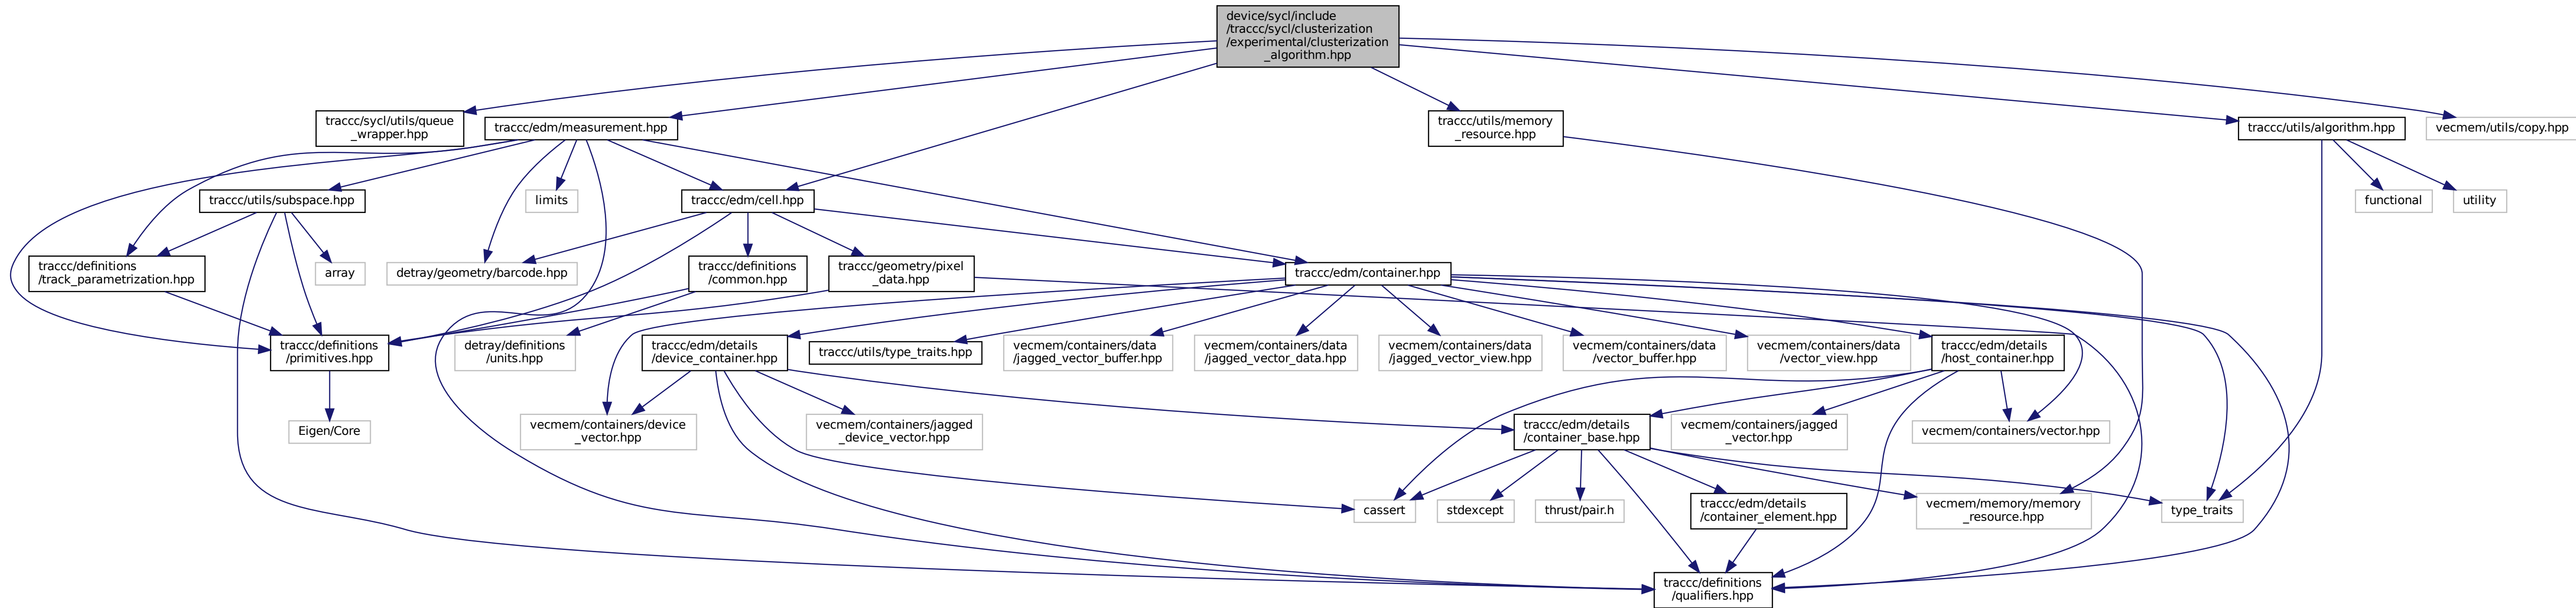 device/sycl/include
/traccc/sycl/clusterization
/experimental/clusterization
_algorithm.hpp
traccc/sycl/utils/queue
_wrapper.hpp
traccc/edm/measurement.hpp
traccc/utils/memory
_resource.hpp
traccc/utils/algorithm.hpp
vecmem/utils/copy.hpp
traccc/utils/subspace.hpp
limits
traccc/edm/cell.hpp
functional
utility
traccc/definitions
/track_parametrization.hpp
array
detray/geometry/barcode.hpp
traccc/definitions
/common.hpp
traccc/geometry/pixel
_data.hpp
traccc/edm/container.hpp
traccc/definitions
/primitives.hpp
detray/definitions
/units.hpp
traccc/edm/details
/device_container.hpp
traccc/utils/type_traits.hpp
vecmem/containers/data
/jagged_vector_buffer.hpp
vecmem/containers/data
/jagged_vector_data.hpp
vecmem/containers/data
/jagged_vector_view.hpp
vecmem/containers/data
/vector_buffer.hpp
vecmem/containers/data
/vector_view.hpp
traccc/edm/details
/host_container.hpp
Eigen/Core
vecmem/containers/device
_vector.hpp
vecmem/containers/jagged
_device_vector.hpp
traccc/edm/details
/container_base.hpp
vecmem/containers/jagged
_vector.hpp
vecmem/containers/vector.hpp
cassert
stdexcept
thrust/pair.h
traccc/edm/details
/container_element.hpp
vecmem/memory/memory
_resource.hpp
type_traits
traccc/definitions
/qualifiers.hpp